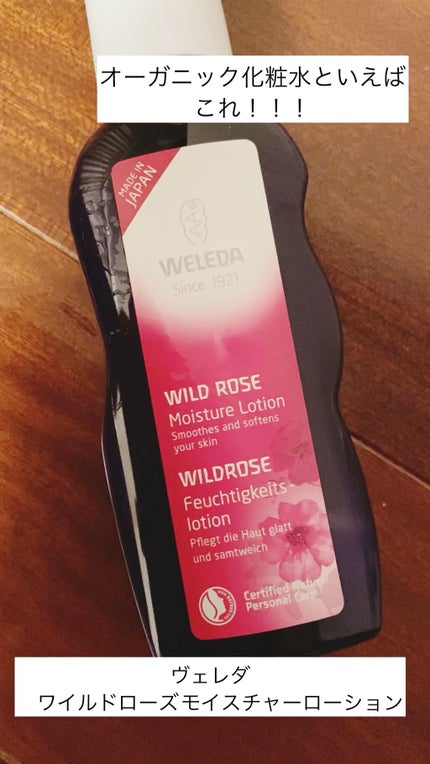 オーガニック化粧水といえば
これ！！！
MADE IN
JAPAN
WELEDA
Since 1921
WILD ROSE
Moisture Lotion
Smoothes and softens
your skin
WILDROSE
Feuchtigkeits-
lotion
Pflegt die Haut glatt
und samtweich
Certified Natural
Personal Care
ヴェレダ
ワイルドローズモイスチャーローション